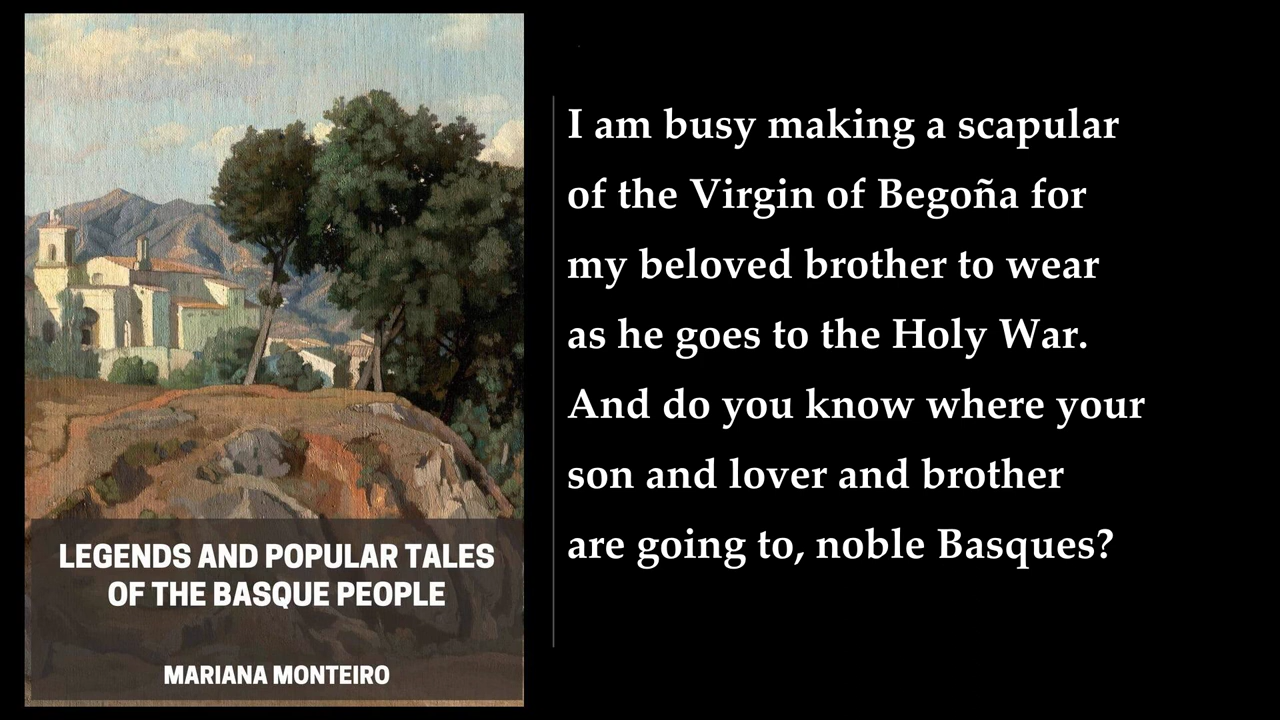 LEGENDS AND POPULAR TALES
OF THE BASQUE PEOPLE
MARIANA MONTEIRO
I am busy making a scapular
of the Virgin of Begoña for
my beloved brother to wear
as he goes to the Holy War.
And do you know where your
son and lover and brother
are going to, noble Basques?